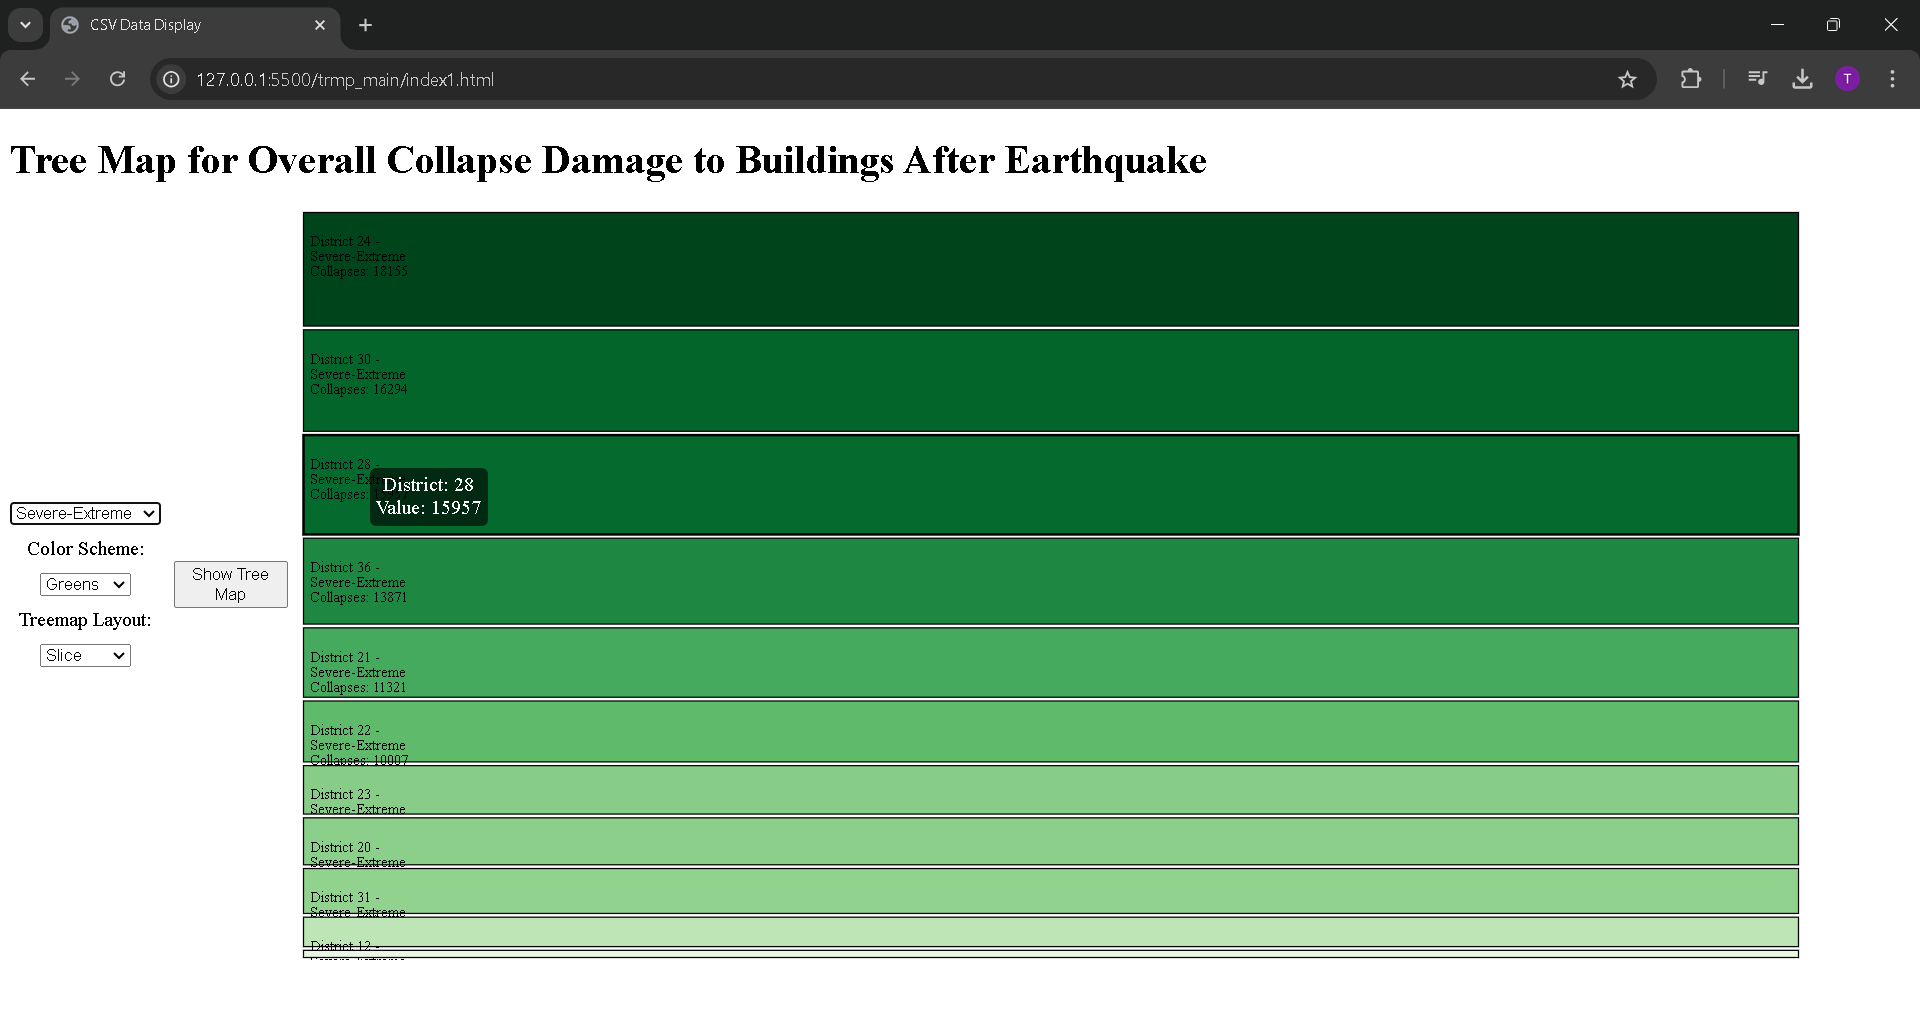 CSV Data Display
127.0.0.1:5500/trmp_main/index1.html
T
Tree Map for Overall Collapse Damage to Buildings After Earthquake
Severe-Extreme
Color Scheme:
Greens
Treemap Layout:
Slice
Show Tree
Map
District 24 -
Severe-Extreme
Collapses: 18155
District 30 -
Severe-Extreme
Collapses: 16294
District 28 -
Severe-Extreme
Collapses:
District: 28
Value: 15957
District 36 -
Severe-Extreme
Collapses: 13871
District 21 -
Severe-Extreme
Collapses: 11321
District 22 -
Severe-Extreme
Collapses: 10007
District 23 -
Severe-Extreme
District 20 -
Severe-Extreme
District 31 -
Severe-Extreme
District 12 -